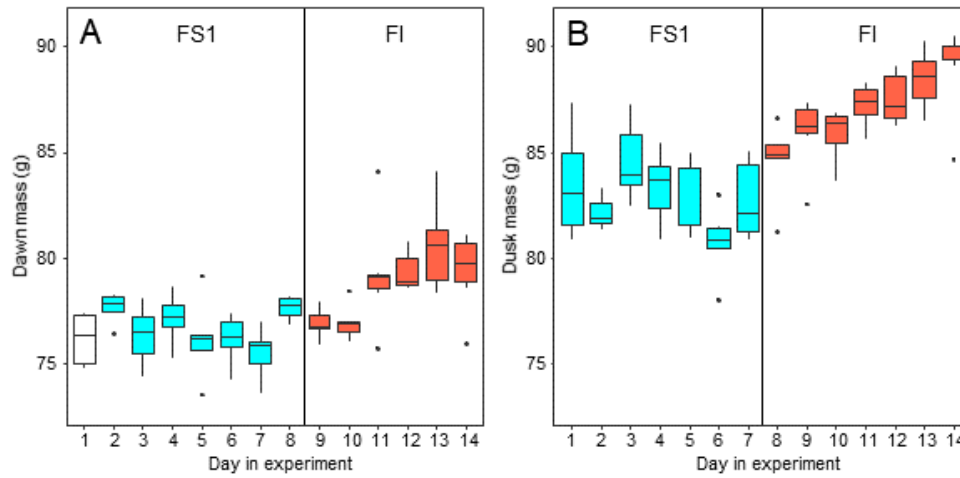 A FS1 FI
Dawn mass (g)
90
85
80
75
1 2 3 4 5 6 7 8 9 10 11 12 13 14
Day in experiment
B FS1 FI
Dusk mass (g)
90
85
80
75
1 2 3 4 5 6 7 8 9 10 11 12 13 14
Day in experiment